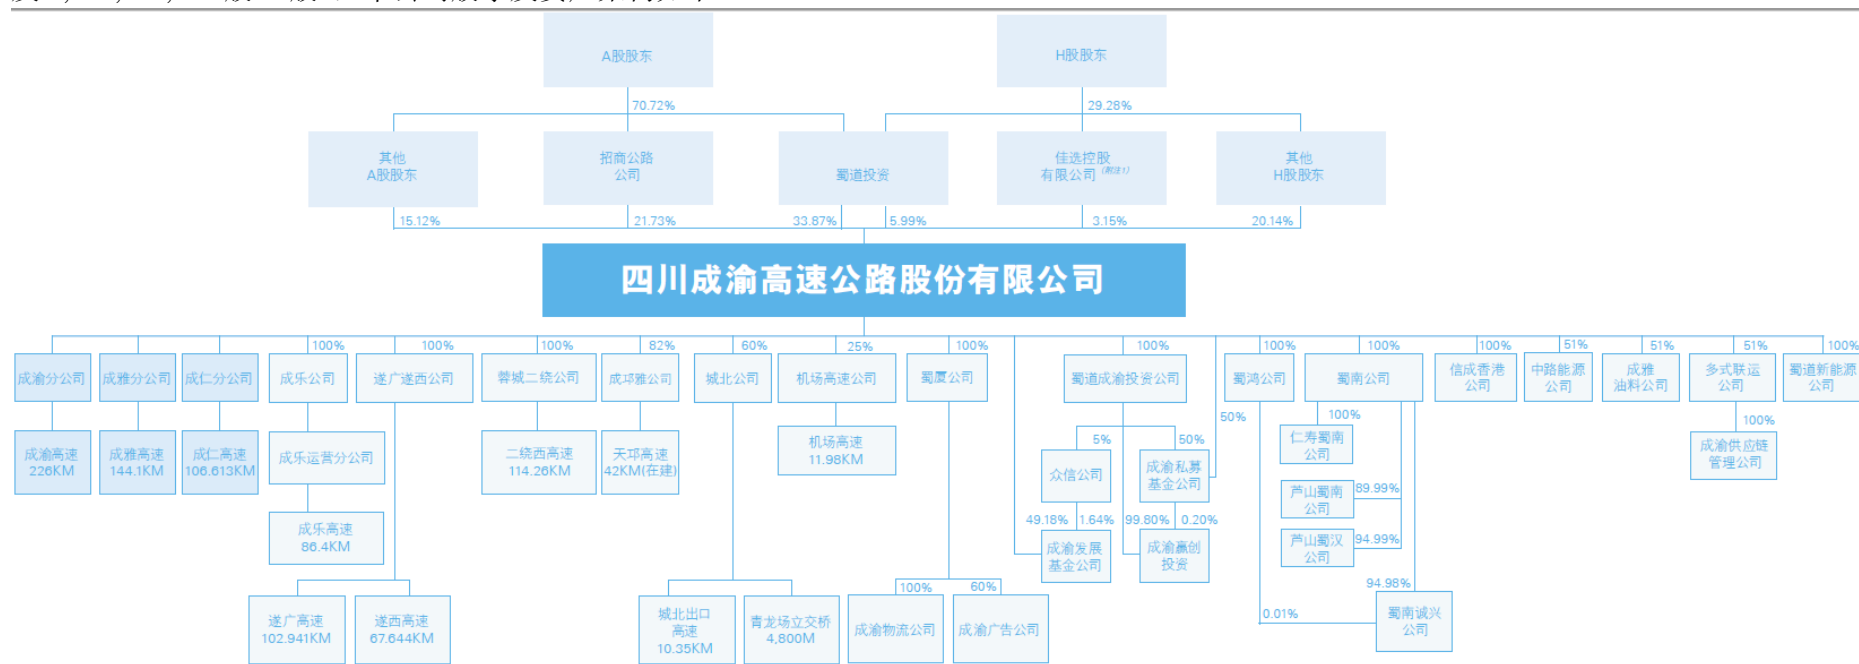 A股股东
H股股东
70.72%
29.28%
其他
A股股东
招商公路
公司
蜀道投资
佳选控股
有限公司(附注1)
其他
H股股东
15.12%
21.73%
33.87%
5.99%
3.15%
20.14%
四川成渝高速公路股份有限公司
100%
100%
100%
82%
60%
25%
100%
100%
100%
100%
100%
51%
51%
51%
100%
成渝分公司
成雅分公司
成仁分公司
成乐公司
遂广遂西公司
蓉城二绕公司
成邛雅公司
城北公司
机场高速公司
蜀厦公司
蜀道成渝投资公司
蜀鸿公司
蜀南公司
信成香港
公司
中路能源
公司
成雅
油料公司
多式联运
公司
蜀道新能源
公司
50%
100%
100%
成渝高速
226KM
成雅高速
144.1KM
成仁高速
106.613KM
成乐运营分公司
二绕西高速
114.26KM
天邛高速
42KM(在建)
机场高速
11.98KM
5%
50%
众信公司
成渝私募
基金公司
仁寿蜀南
公司
成渝供应链
管理公司
芦山蜀南
公司
89.99%
成乐高速
86.4KM
49.18%
1.64%
99.80%
0.20%
成渝发展
基金公司
成渝赢创
投资
芦山蜀汉
公司
94.99%
100%
60%
94.98%
0.01%
遂广高速
102.941KM
遂西高速
67.644KM
城北出口
高速
10.35KM
青龙场立交桥
4,800M
成渝物流公司
成渝广告公司
蜀南诚兴
公司